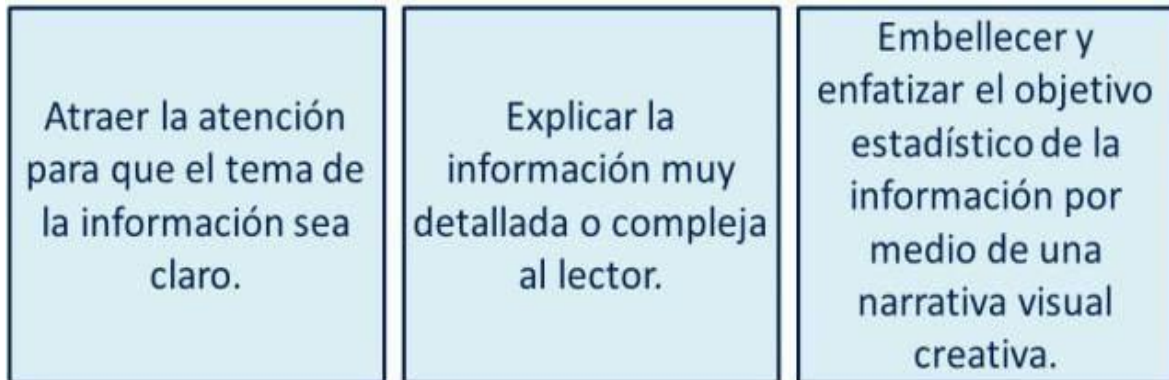 Atraer la atención
para que el tema de
la información sea
claro.
Explicar la
información muy
detallada o compleja
al lector.
Embellecer y
enfatizar el objetivo
estadístico de la
información por
medio de una
narrativa visual
creativa.